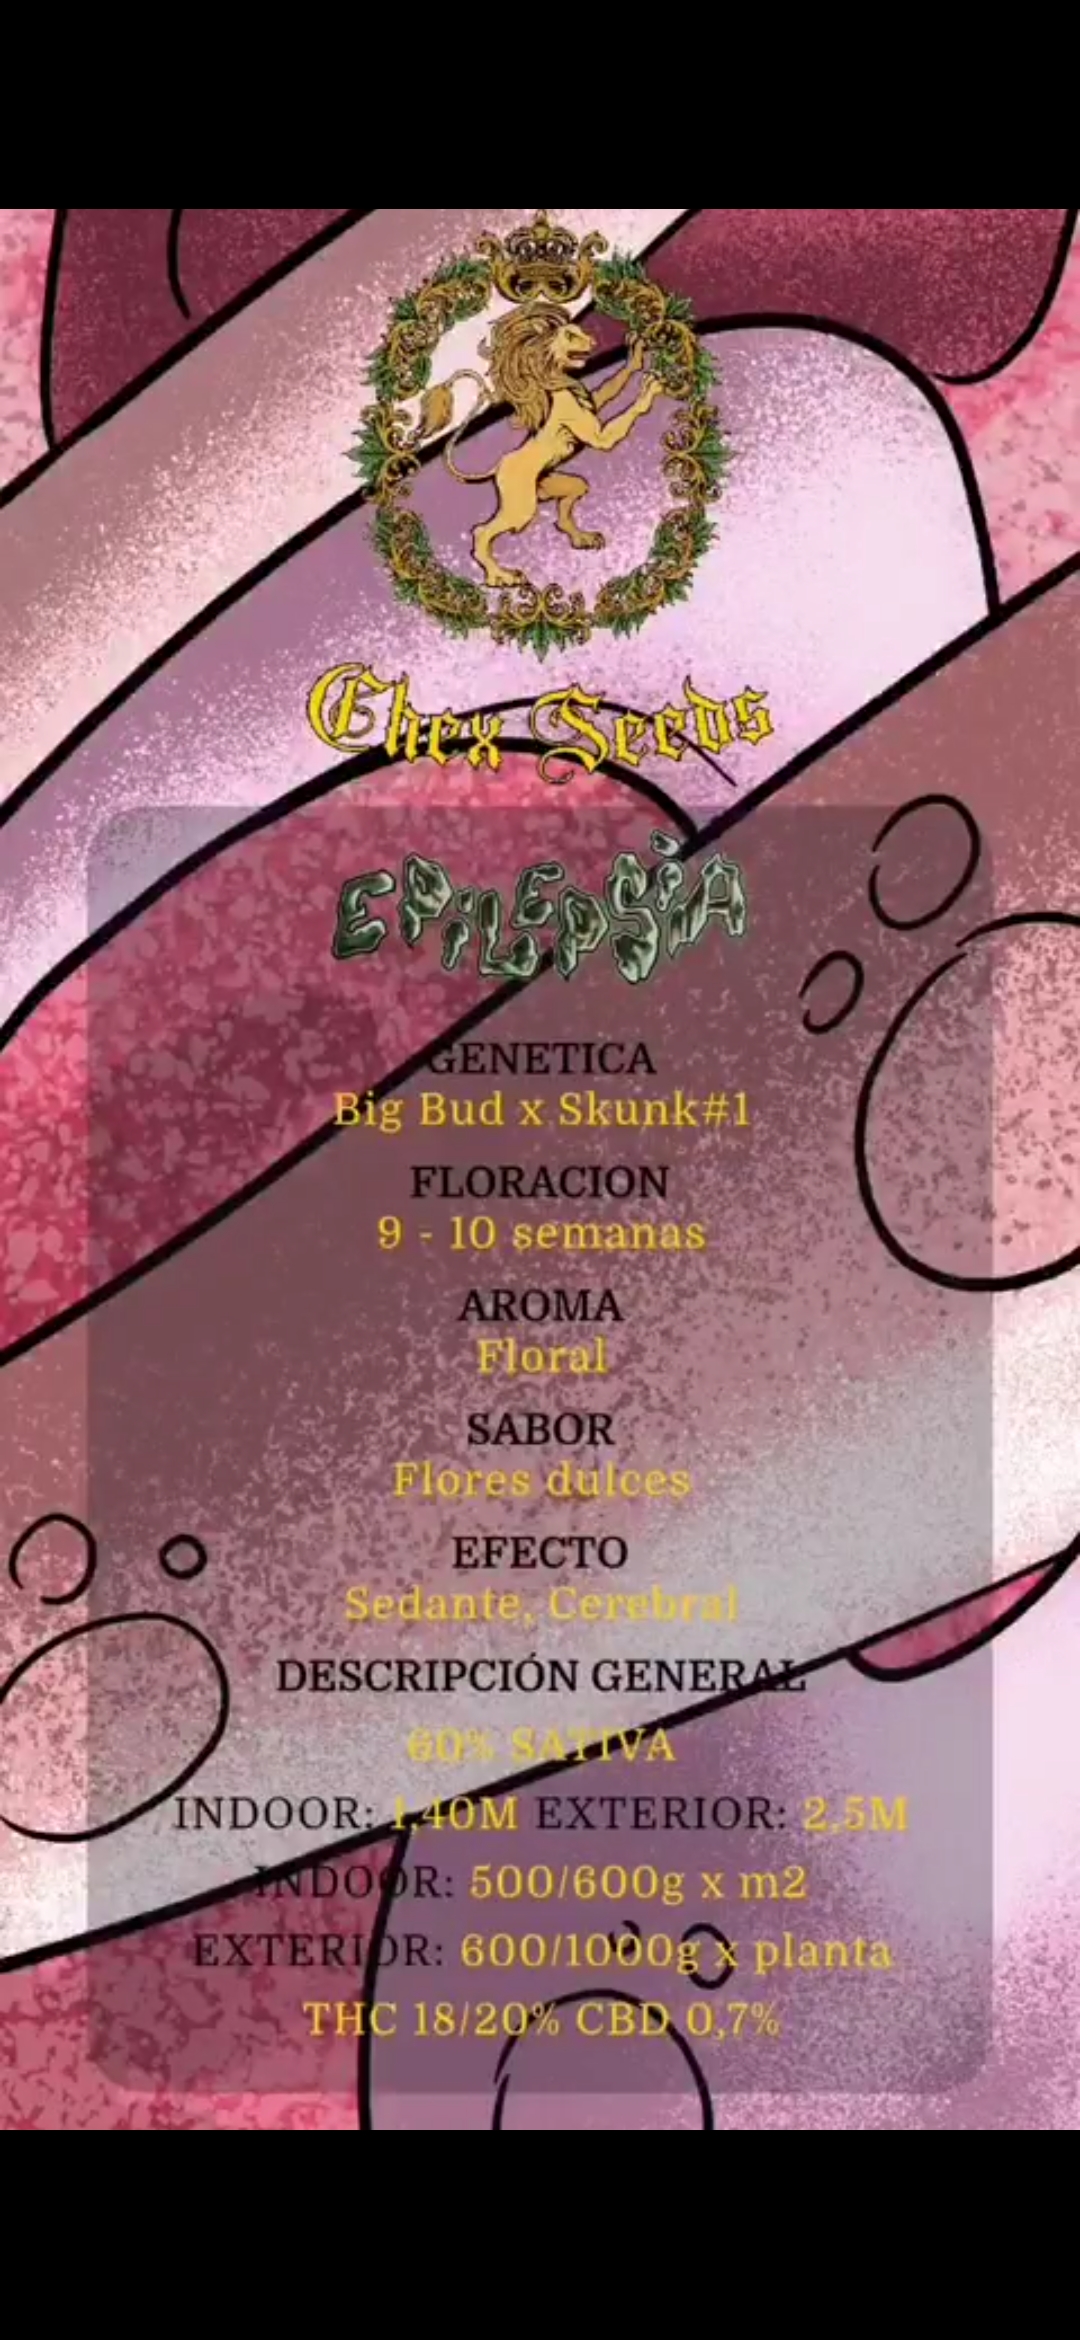 Chex Seeds
EPiLEPSiA
GENETICA
Big Bud x Skunk#1
FLORACION
9 - 10 semanas
AROMA
Floral
SABOR
Flores dulces
EFECTO
Sedante, Cerebral
DESCRIPCIÓN GENERAL
60% SATIVA
INDOOR: 1,40M EXTERIOR: 2,5M
INDOOR: 500/600g x m2
EXTERIOR: 600/1000g x planta
THC 18/20% CBD 0,7%